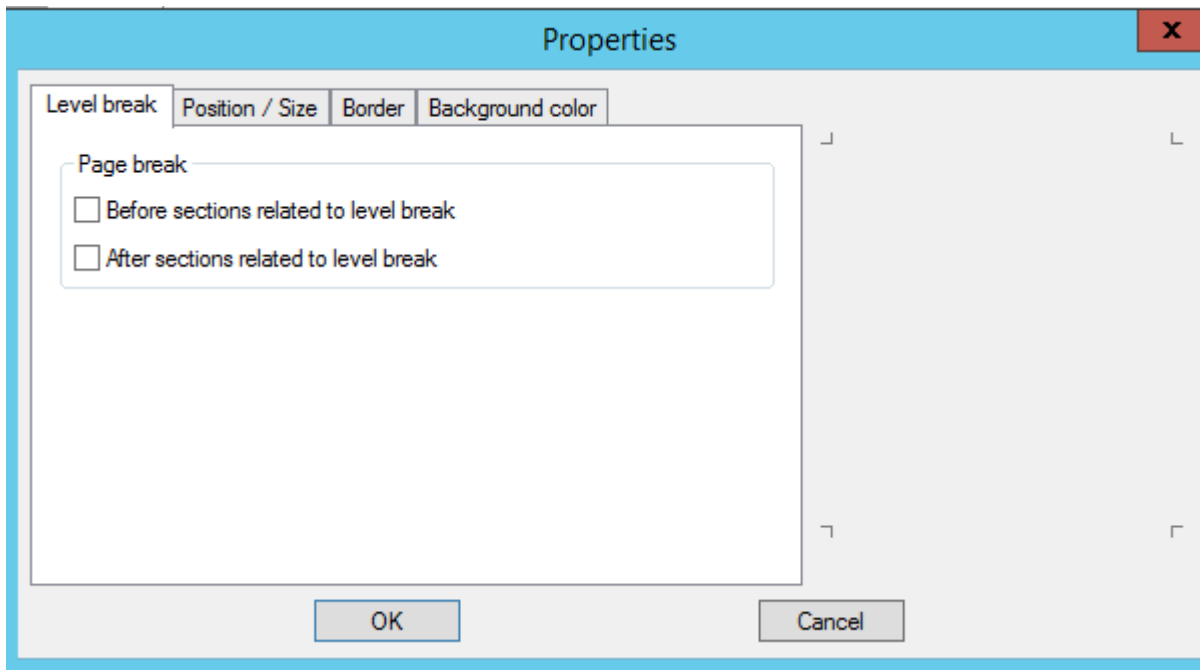 Properties
x
Level break Position / Size Border Background color
Page break
Before sections related to level break
After sections related to level break
OK Cancel